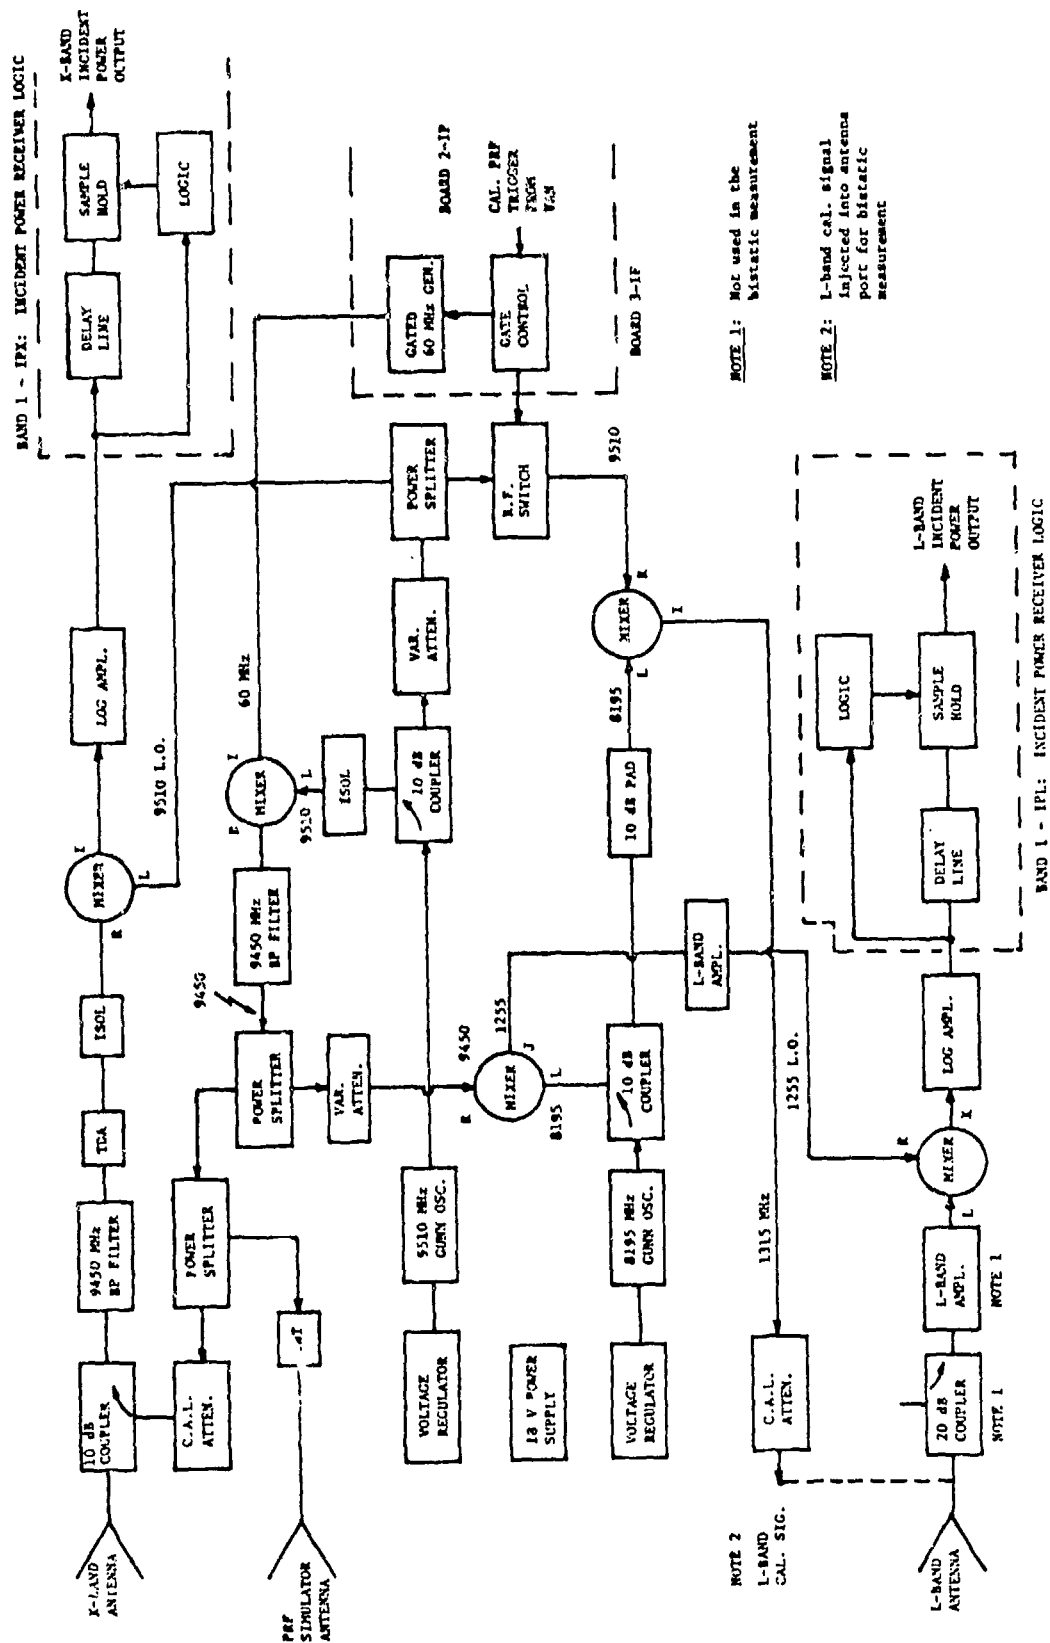 BAND 1 - IPX: INCIDENT POWER RECEIVER LOGIC
X-BAND
INCIDENT
POWER
OUTPUT
SAMPLE
HOLD
LOGIC
DELAY
LINE
LOG AMPL.
MIXER
R
I
L
9510 L.O.
ISOL
TDA
9450 MHz
BP FILTER
10 dB
COUPLER
C.A.L.
ATTEN.
X-BAND
ANTENNA
POWER
SPLITTER
PRF
SIMULATOR
ANTENNA
POWER
SPLITTER
9450
9450 MHz
BP FILTER
MIXER
I
L
9510
60 MHz
ISOL
VAR.
ATTEN.
GATED
60 MHz GEN.
GATE
CONTROL
BOARD 2-IF
CAL. PRF
TRIGGER
FROM
VAN
BOARD 3-IF
VOLTAGE
REGULATOR
9510 MHz
GUNN OSC.
10 dB
COUPLER
VAR.
ATTEN.
POWER
SPLITTER
R.F.
SWITCH
9510
18 V POWER
SUPPLY
9450
R
MIXER
J
L
1255
8195
VOLTAGE
REGULATOR
8195 MHz
GUNN OSC.
10 dB
COUPLER
10 dB PAD
8195
MIXER
R
L
I
L-BAND
AMPL.
NOTE 1: Not used in the
bistatic measurement
NOTE 2: L-band cal. signal
injected into antenna
port for bistatic
measurement
NOTE 2
L-BAND
CAL. SIG.
C.A.L.
ATTEN.
1315 MHz
1255 L.O.
L-BAND
ANTENNA
20 dB
COUPLER
NOTE 1
L-BAND
AMPL.
NOTE 1
MIXER
R
L
X
LOG AMPL.
DELAY
LINE
SAMPLE
HOLD
LOGIC
L-BAND
INCIDENT
POWER
OUTPUT
BAND 1 - IPL: INCIDENT POWER RECEIVER LOGIC